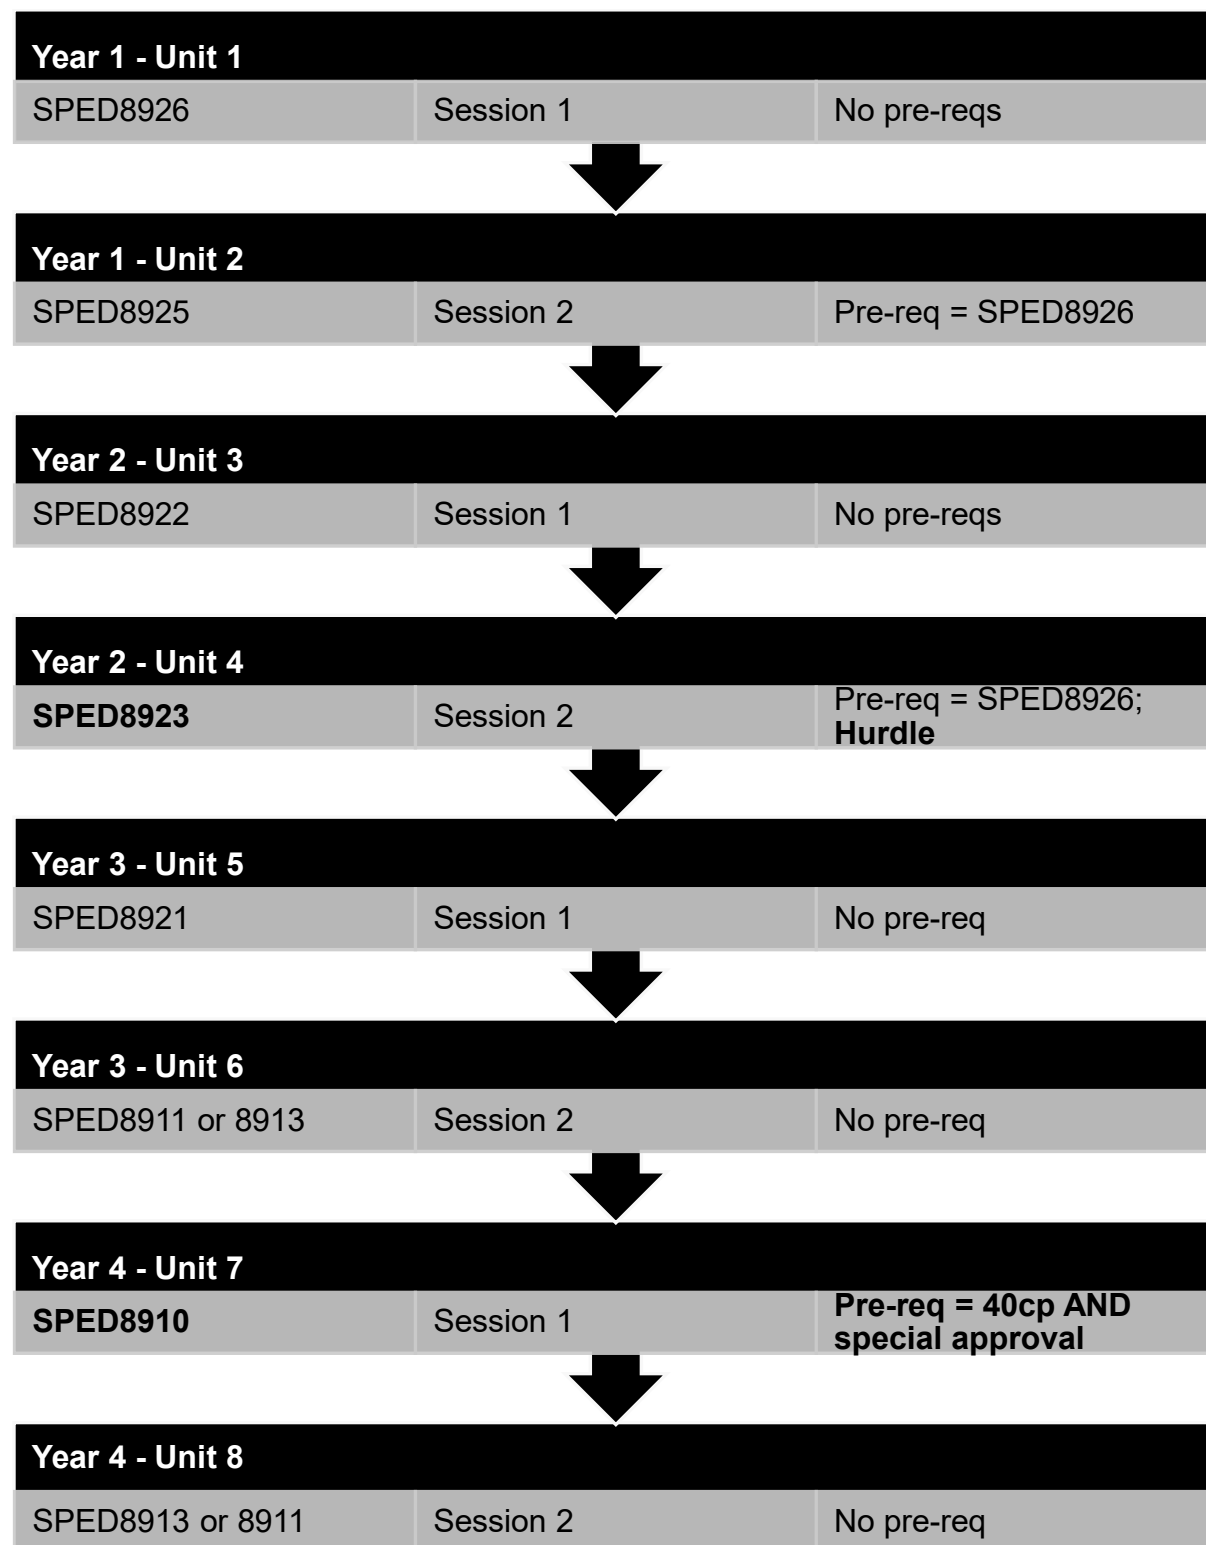 Year 1 - Unit 1
SPED8926 Session 1 No pre-reqs
Year 1 - Unit 2
SPED8925 Session 2 Pre-req = SPED8926
Year 2 - Unit 3
SPED8922 Session 1 No pre-reqs
Year 2 - Unit 4
SPED8923 Session 2 Pre-req = SPED8926;
Hurdle
Year 3 - Unit 5
SPED8921 Session 1 No pre-req
Year 3 - Unit 6
SPED8911 or 8913 Session 2 No pre-req
Year 4 - Unit 7
SPED8910 Session 1 Pre-req = 40cp AND
special approval
Year 4 - Unit 8
SPED8913 or 8911 Session 2 No pre-req